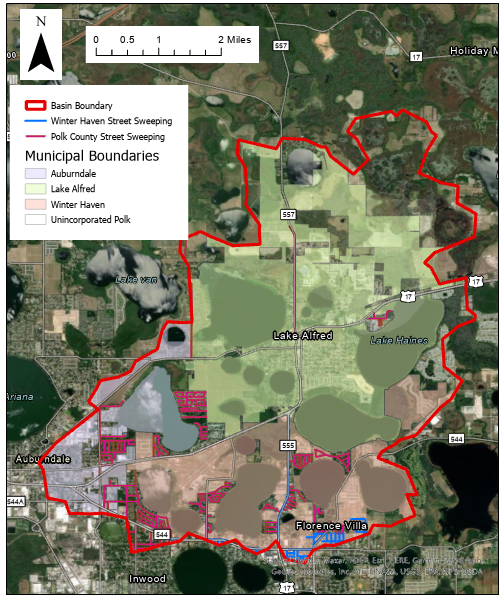 N
0 0.5 1 2 Miles
557
17
Holiday
Basin Boundary
Winter Haven Street Sweeping
Polk County Street Sweeping
Municipal Boundaries
Auburndale
Lake Alfred
Winter Haven
Unincorporated Polk
557
Lake van
17
17
Lake Alfred
Lake Haines
Ariana
Auburndale
555
544
544A
544
Florence Villa
Inwood
17